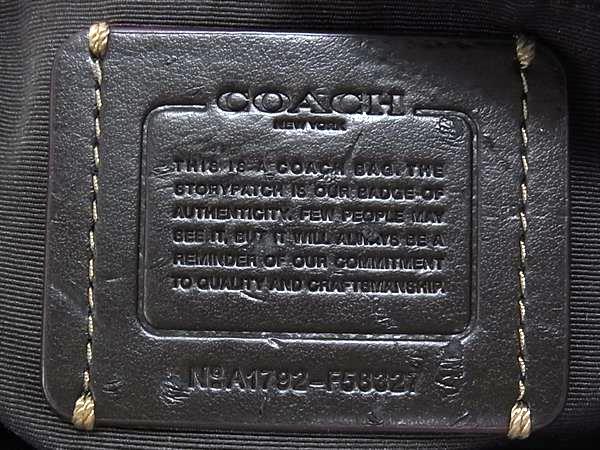 COACH
NEW YORK
THIS IS A COACH BAG. THE
STORYPATCH IS OUR BADGE OF
AUTHENTICITY. FEW PEOPLE MAY
SEE IT, BUT IT WILL ALWAYS BE A
REMINDER OF OUR COMMITMENT
TO QUALITY AND CRAFTSMANSHIP.
No A1792-F58327